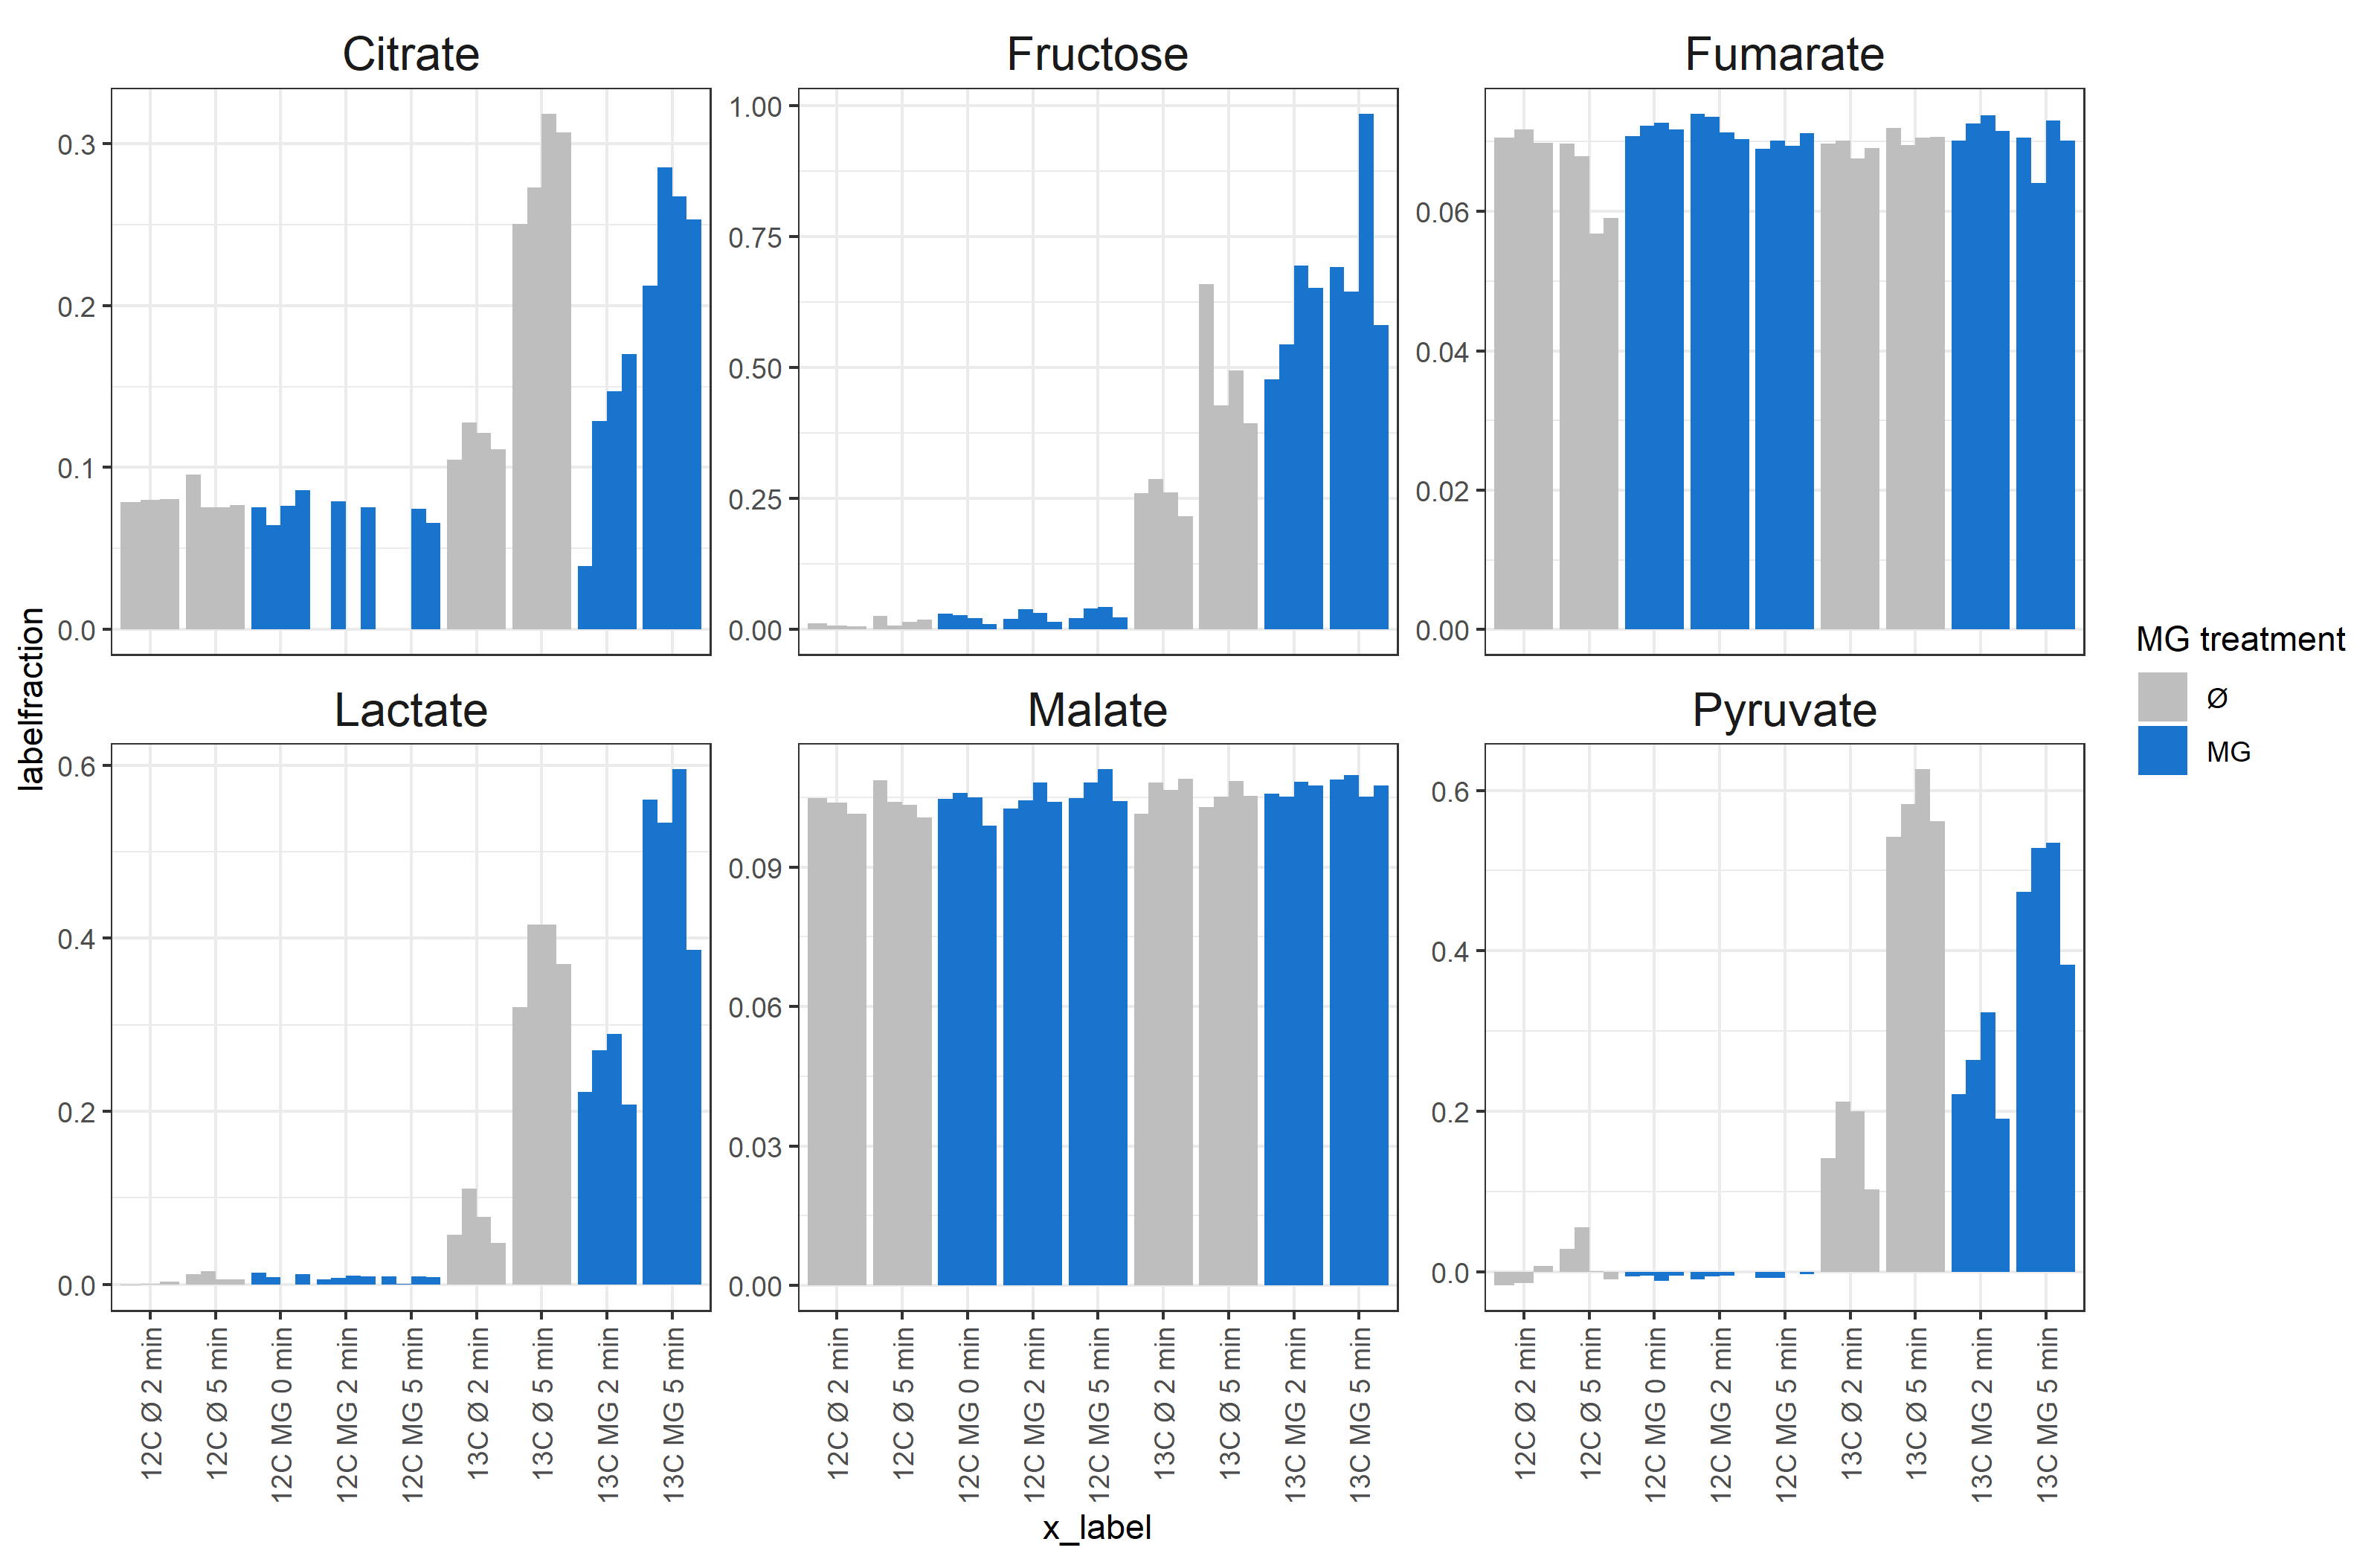 Citrate
Fructose
Fumarate
0.3
0.2
0.1
0.0
1.00
0.75
0.50
0.25
0.00
0.06
0.04
0.02
0.00
labelfraction
Lactate
Malate
Pyruvate
0.6
0.4
0.2
0.0
0.09
0.06
0.03
0.00
0.6
0.4
0.2
0.0
12C Ø 2 min
12C Ø 5 min
12C MG 0 min
12C MG 2 min
12C MG 5 min
13C Ø 2 min
13C Ø 5 min
13C MG 2 min
13C MG 5 min
12C Ø 2 min
12C Ø 5 min
12C MG 0 min
12C MG 2 min
12C MG 5 min
13C Ø 2 min
13C Ø 5 min
13C MG 2 min
13C MG 5 min
12C Ø 2 min
12C Ø 5 min
12C MG 0 min
12C MG 2 min
12C MG 5 min
13C Ø 2 min
13C Ø 5 min
13C MG 2 min
13C MG 5 min
x_label
MG treatment
Ø
MG